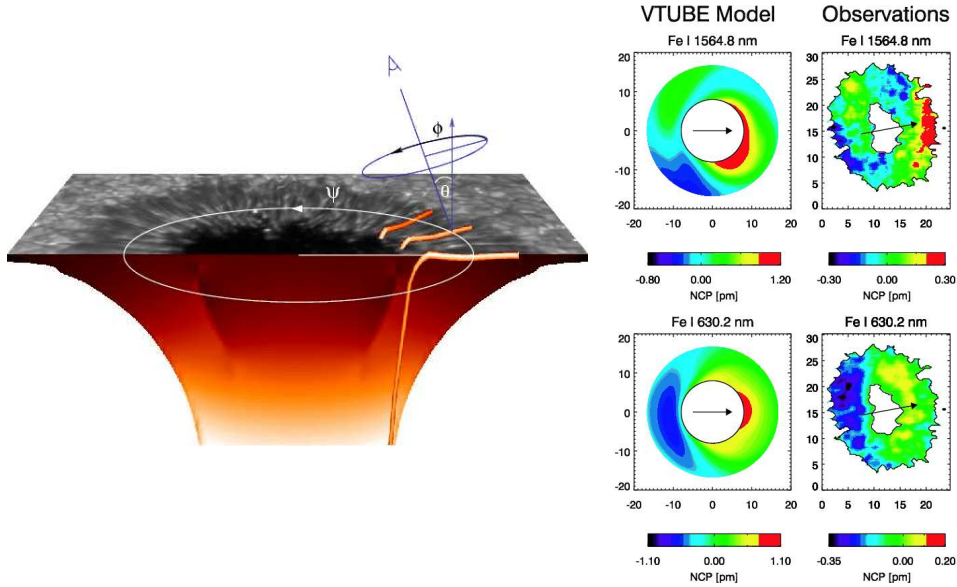 VTUBE Model
Observations
Fe I 1564.8 nm
Fe I 1564.8 nm
20
10
0
-10
-20
-20 -10 0 10 20
30
25
20
15
10
5
0
0 5 10 15 20
-0.80 0.00 1.20
NCP [pm]
-0.30 0.00 0.30
NCP [pm]
Fe I 630.2 nm
Fe I 630.2 nm
20
10
0
-10
-20
-20 -10 0 10 20
30
25
20
15
10
5
0
0 5 10 15 20
-1.10 0.00 1.10
NCP [pm]
-0.35 0.00 0.20
NCP [pm]
ϕ
θ
ψ